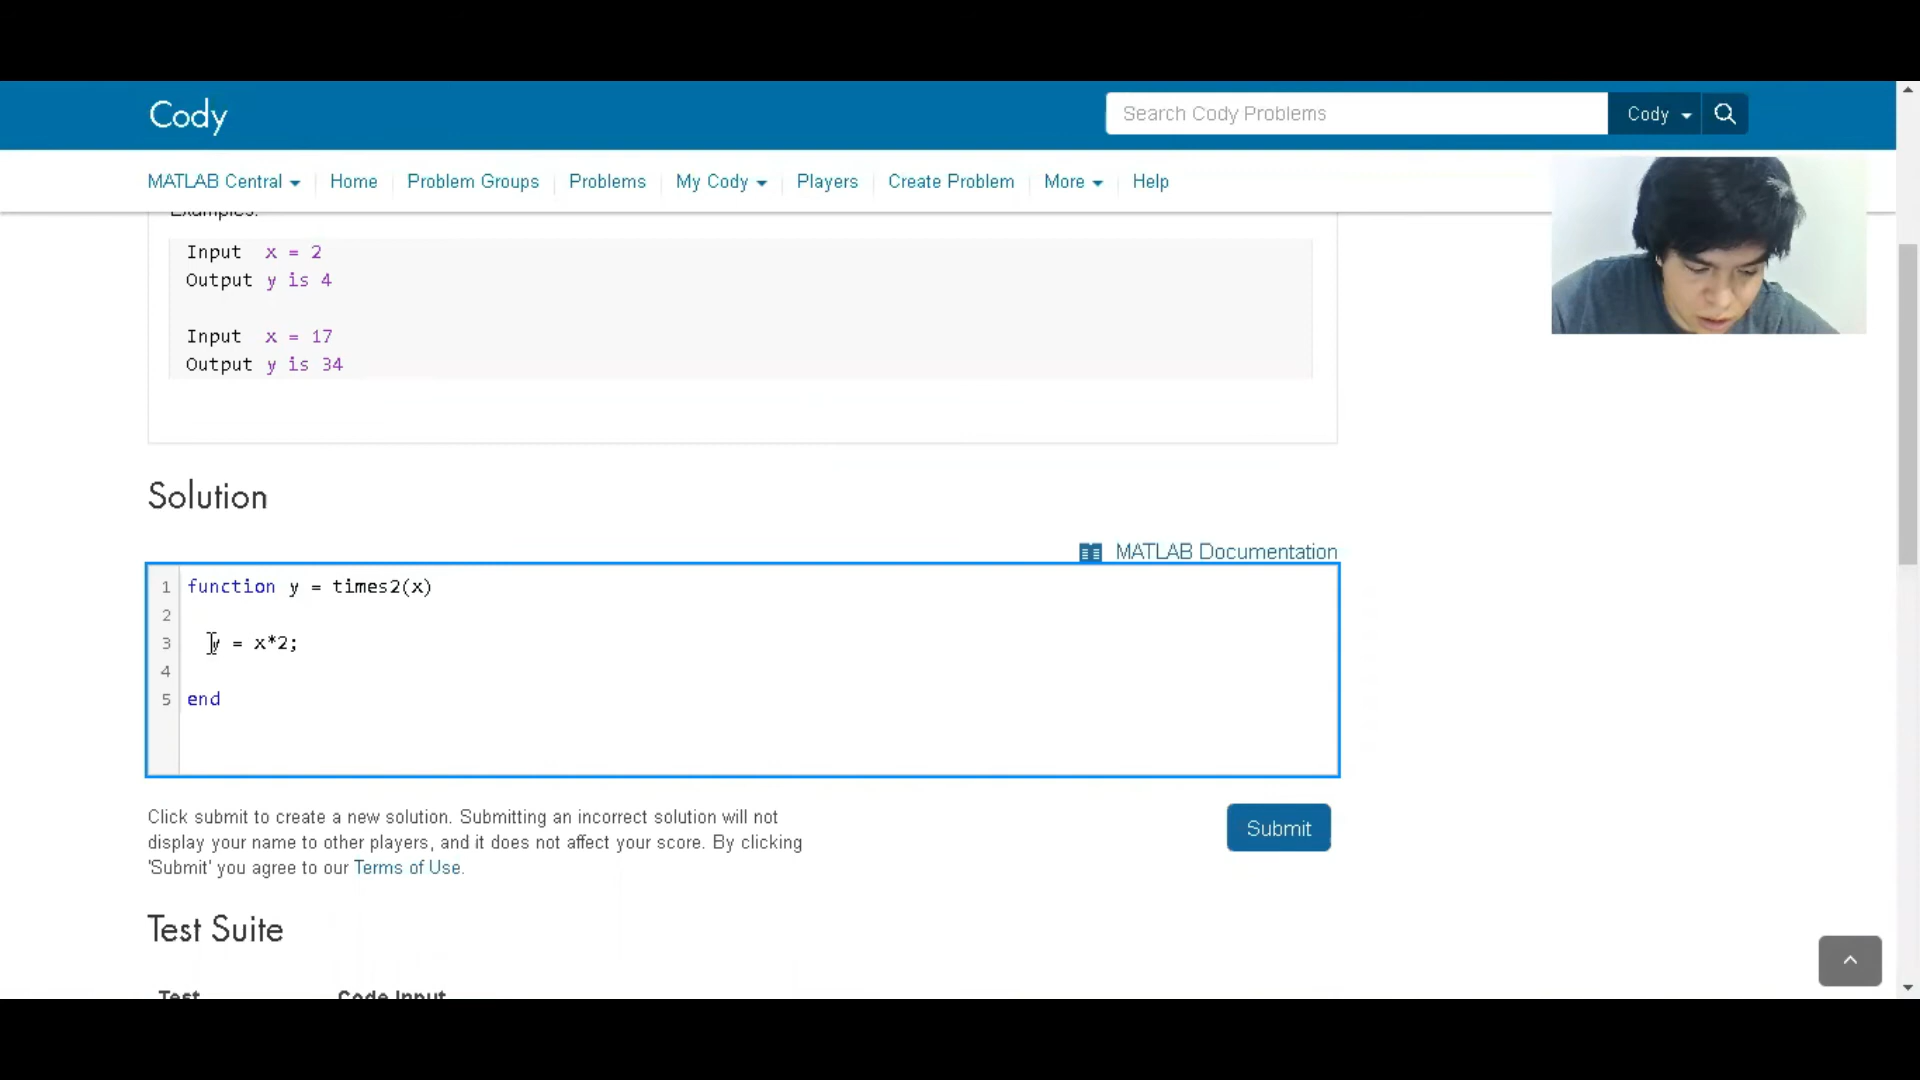 Cody
Search Cody Problems
Cody
MATLAB Central
Home
Problem Groups
Problems
My Cody
Players
Create Problem
More
Help
Examples:
Input  x = 2
Output y is 4
Input  x = 17
Output y is 34
Solution
MATLAB Documentation
1 function y = times2(x)
2
3 y = x*2;
4
5 end
Click submit to create a new solution. Submitting an incorrect solution will not
display your name to other players, and it does not affect your score. By clicking
'Submit' you agree to our Terms of Use.
Submit
Test Suite
Test
Code Input